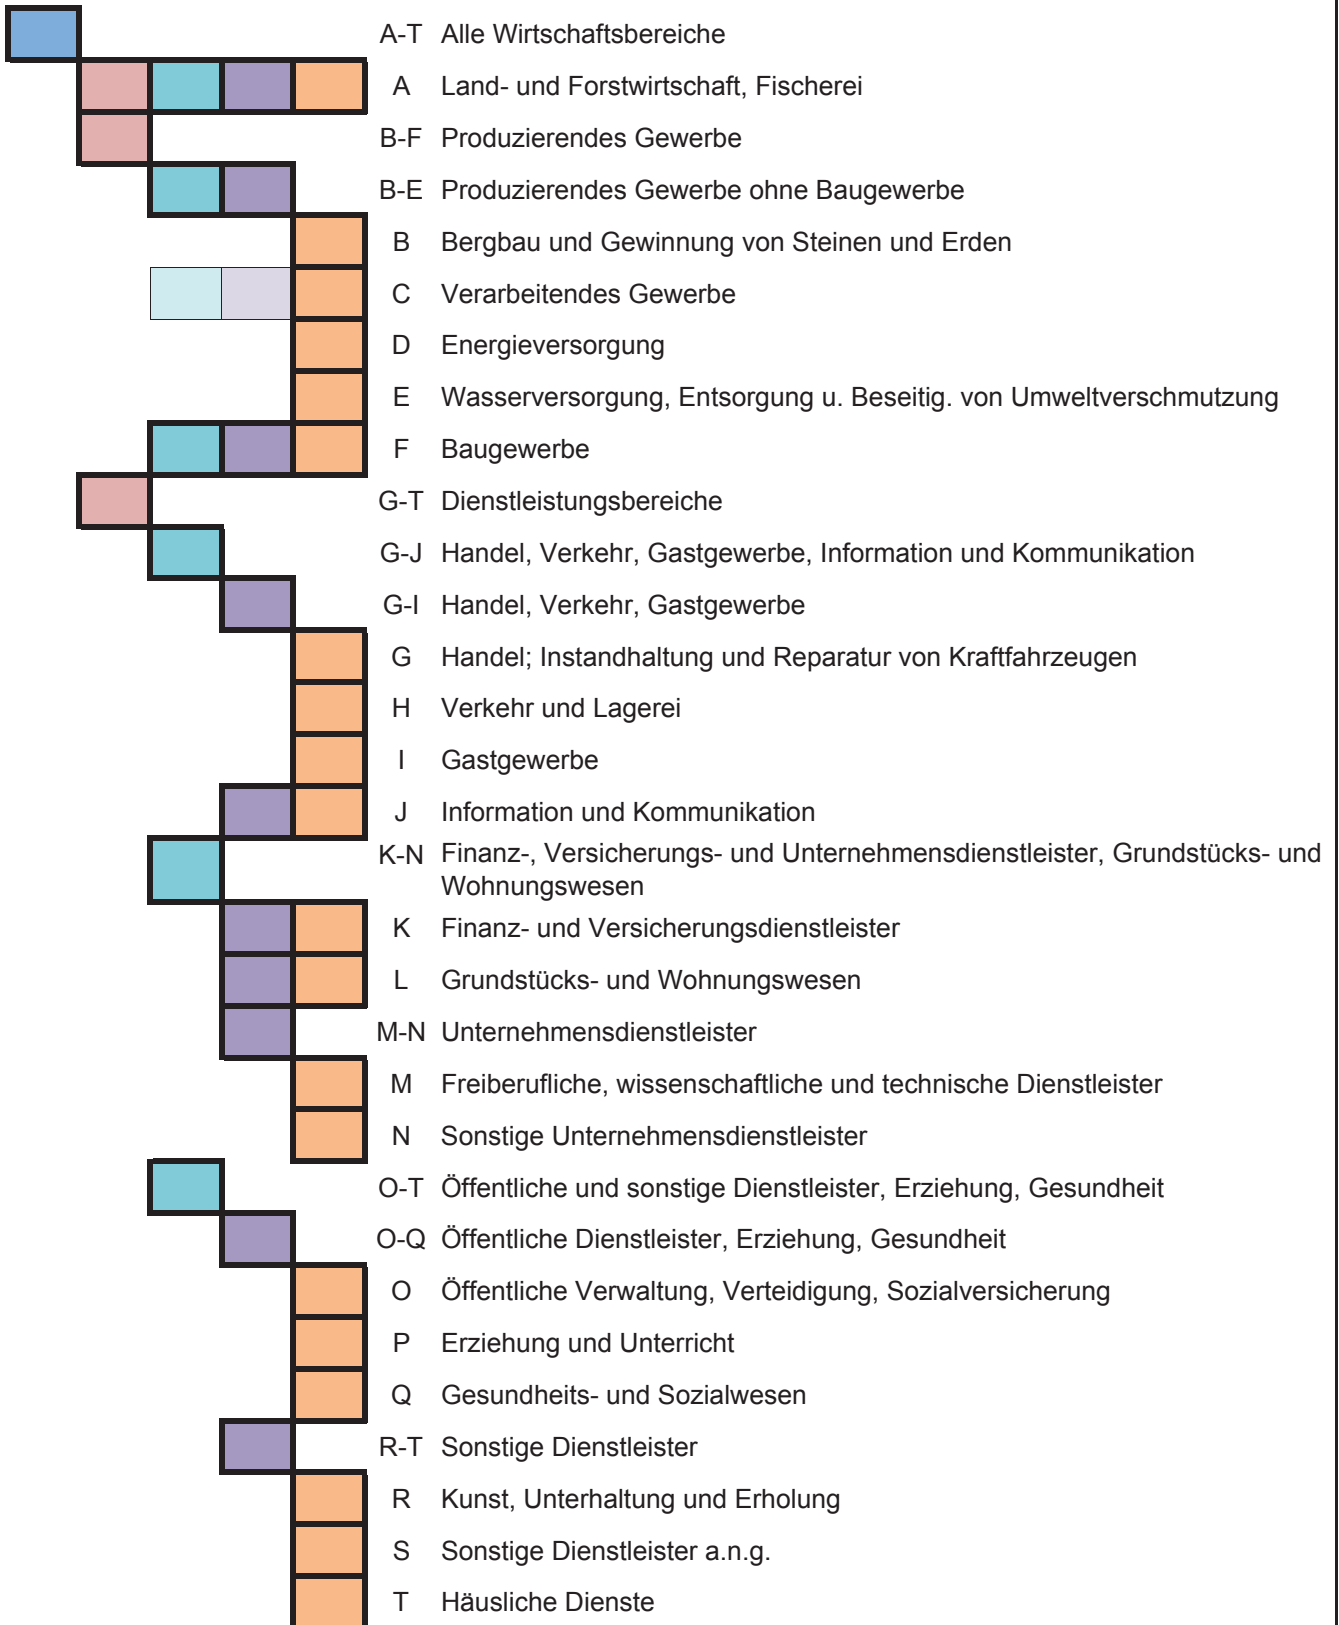 A-T Alle Wirtschaftsbereiche
A Land- und Forstwirtschaft, Fischerei
B-F Produzierendes Gewerbe
B-E Produzierendes Gewerbe ohne Baugewerbe
B Bergbau und Gewinnung von Steinen und Erden
C Verarbeitendes Gewerbe
D Energieversorgung
E Wasserversorgung, Entsorgung u. Beseitig. von Umweltverschmutzung
F Baugewerbe
G-T Dienstleistungsbereiche
G-J Handel, Verkehr, Gastgewerbe, Information und Kommunikation
G-I Handel, Verkehr, Gastgewerbe
G Handel; Instandhaltung und Reparatur von Kraftfahrzeugen
H Verkehr und Lagerei
I Gastgewerbe
J Information und Kommunikation
K-N Finanz-, Versicherungs- und Unternehmensdienstleister, Grundstücks- und
Wohnungswesen
K Finanz- und Versicherungsdienstleister
L Grundstücks- und Wohnungswesen
M-N Unternehmensdienstleister
M Freiberufliche, wissenschaftliche und technische Dienstleister
N Sonstige Unternehmensdienstleister
O-T Öffentliche und sonstige Dienstleister, Erziehung, Gesundheit
O-Q Öffentliche Dienstleister, Erziehung, Gesundheit
O Öffentliche Verwaltung, Verteidigung, Sozialversicherung
P Erziehung und Unterricht
Q Gesundheits- und Sozialwesen
R-T Sonstige Dienstleister
R Kunst, Unterhaltung und Erholung
S Sonstige Dienstleister a.n.g.
T Häusliche Dienste